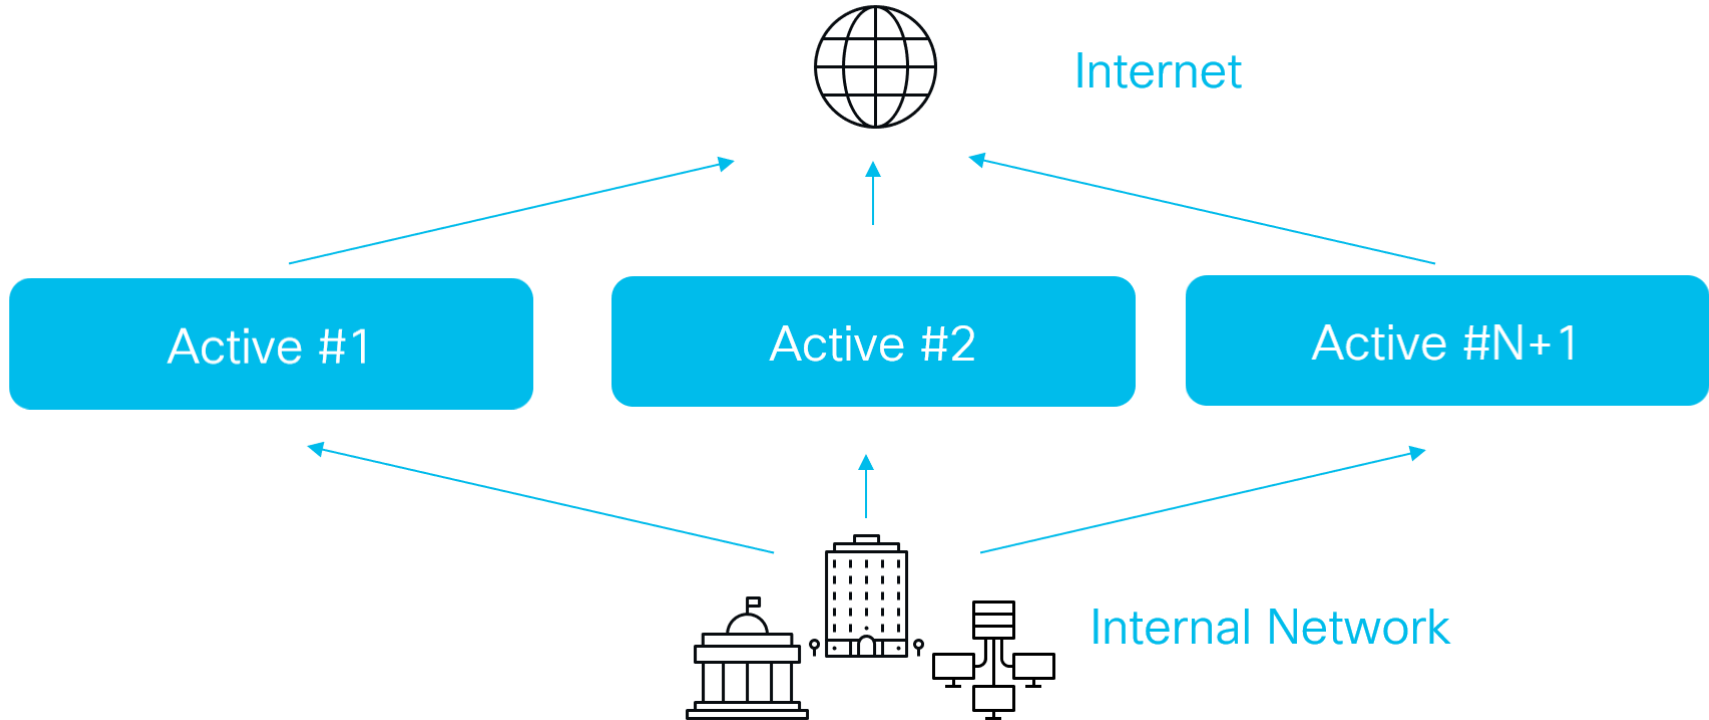 Internet
Active #1
Active #2
Active #N+1
Internal Network